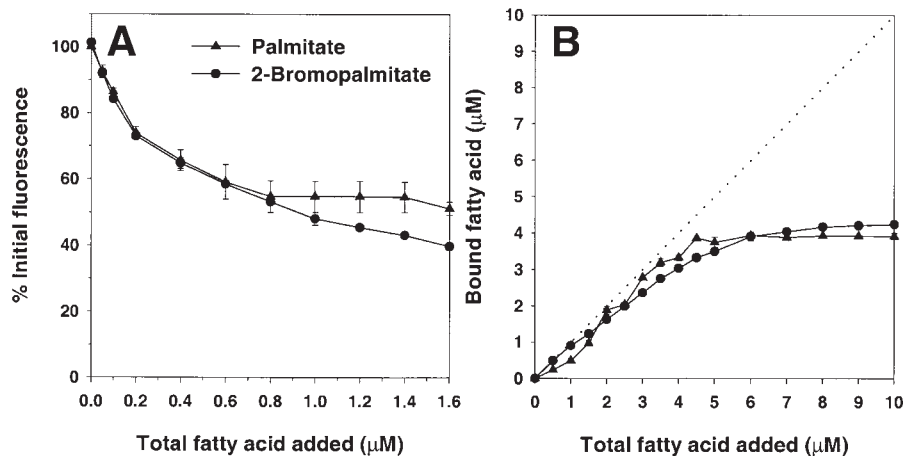 A
Palmitate
2-Bromopalmitate
% Initial fluorescence
100
80
60
40
20
0
0.0 0.2 0.4 0.6 0.8 1.0 1.2 1.4 1.6
Total fatty acid added (μM)
B
Bound fatty acid (μM)
10
9
8
7
6
5
4
3
2
1
0
0 1 2 3 4 5 6 7 8 9 10
Total fatty acid added (μM)